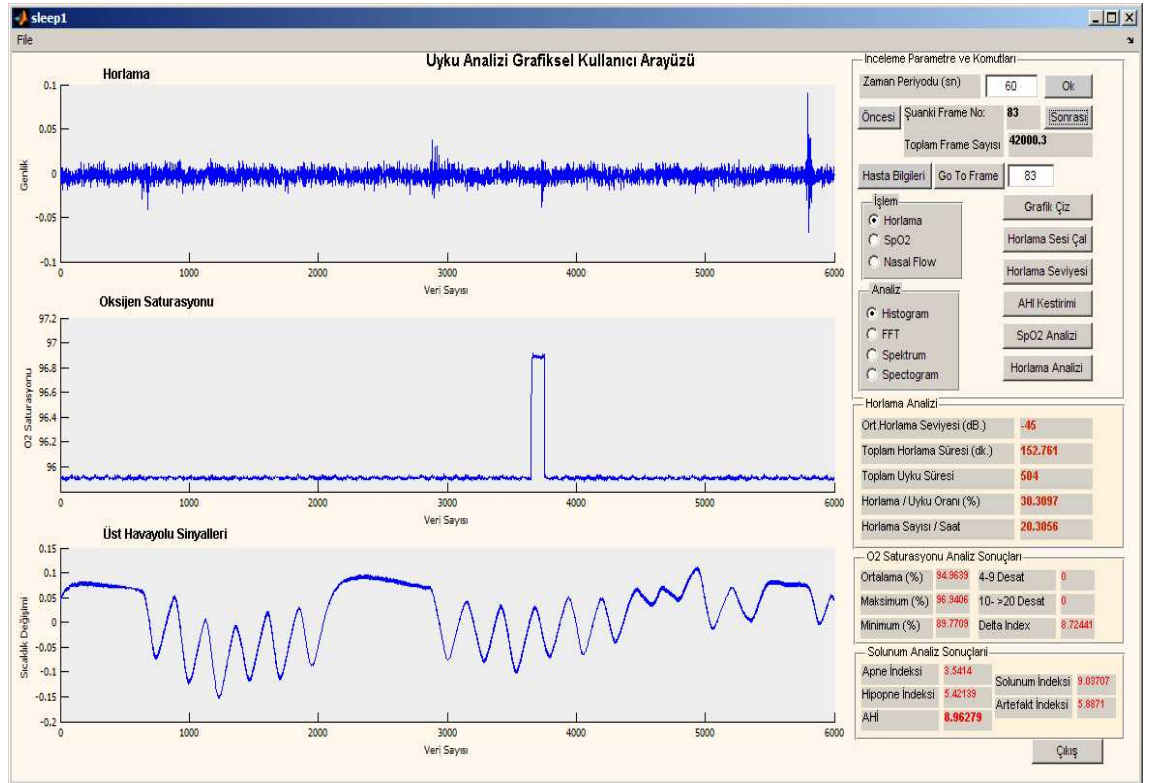 sleep1
File
Uyku Analizi Grafiksel Kullanıcı Arayüzü
Horlama
0.1
0.05
0
-0.05
-0.1
Genlik
0 1000 2000 3000 4000 5000 6000
Veri Sayısı
Oksijen Saturasyonu
97.2
97
96.8
96.6
96.4
96.2
96
O2 Saturasyonu
0 1000 2000 3000 4000 5000 6000
Veri Sayısı
Üst Havayolu Sinyalleri
0.15
0.1
0.05
0
-0.05
-0.1
-0.15
-0.2
Sıcaklık Değişimi
0 1000 2000 3000 4000 5000 6000
Veri Sayısı
İnceleme Parametre ve Komutları
Zaman Periyodu (sn) 60 Ok
Öncesi Şuanki Frame No: 83 Sonrası
Toplam Frame Sayısı 42000.3
Hasta Bilgileri Go To Frame 83
İşlem
Horlama
SpO2
Nasal Flow
Analiz
Histogram
FFT
Spektrum
Spectogram
Grafik Çiz
Horlama Sesi Çal
Horlama Seviyesi
AHI Kestirimi
SpO2 Analizi
Horlama Analizi
Horlama Analizi
Ort.Horlama Seviyesi (dB.) -45
Toplam Horlama Süresi (dk.) 152.761
Toplam Uyku Süresi 504
Horlama / Uyku Oranı (%) 30.3097
Horlama Sayısı / Saat 20.3056
O2 Saturasyonu Analiz Sonuçları
Ortalama (%) 94.9639 4-9 Desat 0
Maksimum (%) 96.9406 10- >20 Desat 0
Minimum (%) 89.7709 Delta Index 8.72441
Solunum Analiz Sonuçlari
Apne İndeksi 3.5414
Solunum İndeksi 9.03707
Hipopne İndeksi 5.42139
Artefakt İndeksi 5.8871
AHİ 8.96279
Çıkış